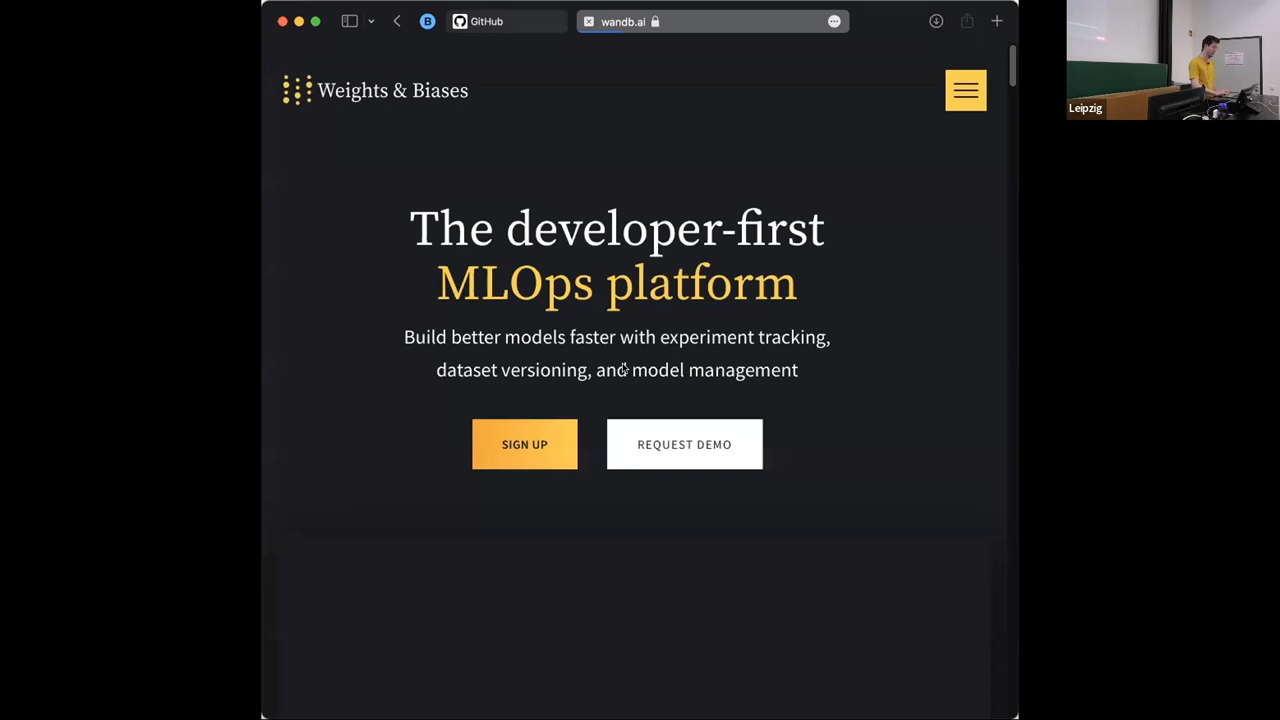 GitHub
wandb.ai
Weights & Biases
The developer-first
MLOps platform
Build better models faster with experiment tracking,
dataset versioning, and model management
SIGN UP
REQUEST DEMO
Leipzig